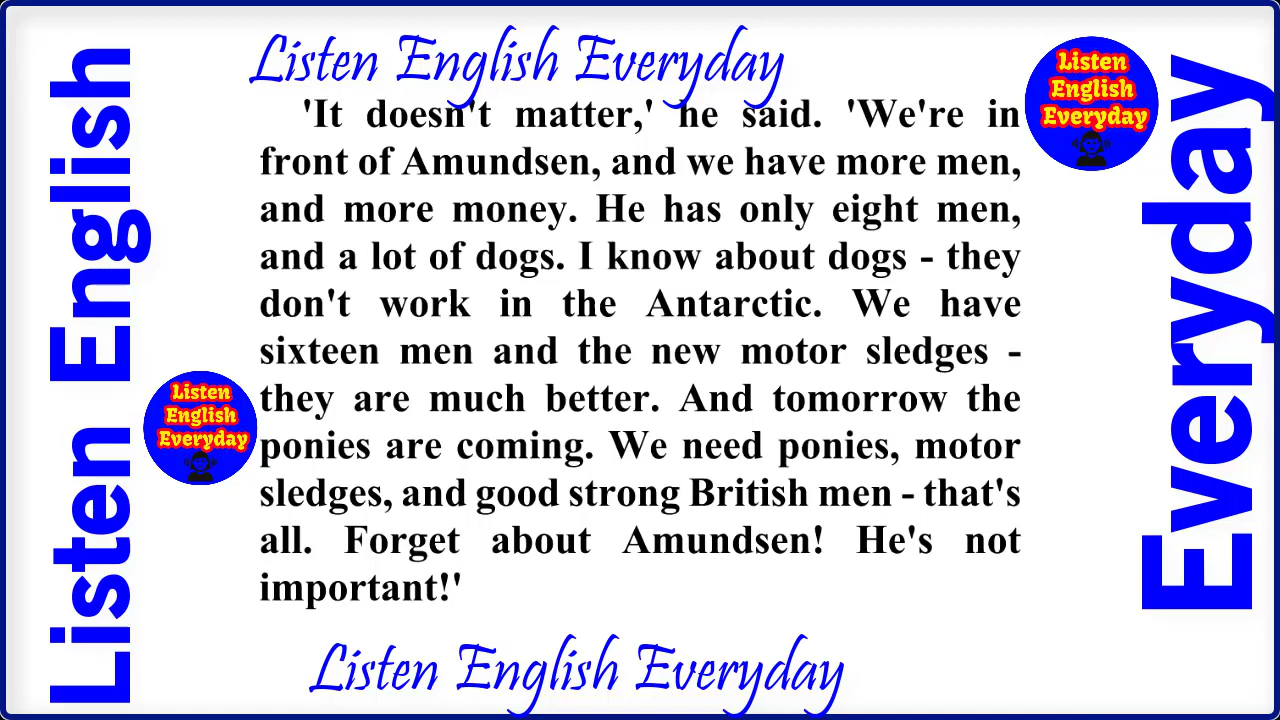 Listen English Everyday
'It doesn't matter,' he said. 'We're in
front of Amundsen, and we have more men,
and more money. He has only eight men,
and a lot of dogs. I know about dogs - they
don't work in the Antarctic. We have
sixteen men and the new motor sledges -
they are much better. And tomorrow the
ponies are coming. We need ponies, motor
sledges, and good strong British men - that's
all. Forget about Amundsen! He's not
important!'
Listen English Everyday
Listen English
Everyday
Listen
English
Everyday
Listen
English
Everyday